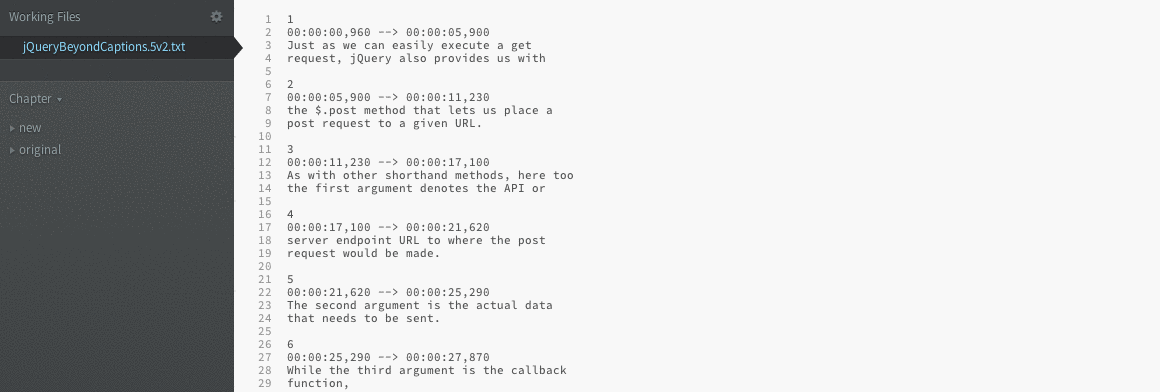 Working Files
jQueryBeyondCaptions.5v2.txt
Chapter
new
original
1 1
2 00:00:00,960 --> 00:00:05,900
3 Just as we can easily execute a get
4 request, jQuery also provides us with
5
6 2
7 00:00:05,900 --> 00:00:11,230
8 the $.post method that lets us place a
9 post request to a given URL.
10
11 3
12 00:00:11,230 --> 00:00:17,100
13 As with other shorthand methods, here too
14 the first argument denotes the API or
15
16 4
17 00:00:17,100 --> 00:00:21,620
18 server endpoint URL to where the post
19 request would be made.
20
21 5
22 00:00:21,620 --> 00:00:25,290
23 The second argument is the actual data
24 that needs to be sent.
25
26 6
27 00:00:25,290 --> 00:00:27,870
28 While the third argument is the callback
29 function,